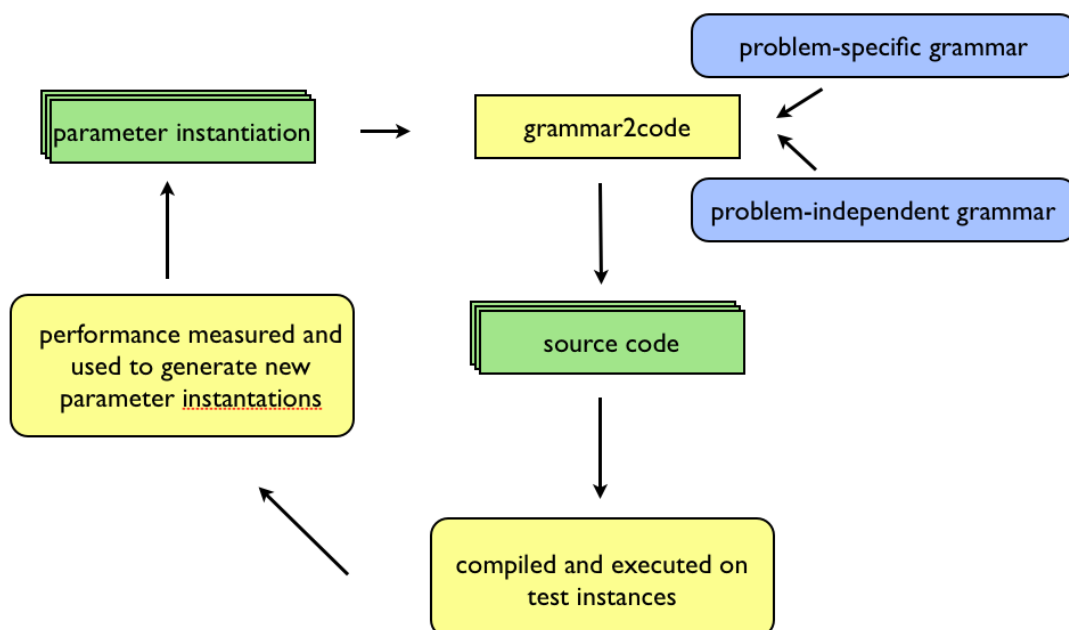 problem-specific grammar
parameter instantiation
grammar2code
problem-independent grammar
performance measured and
used to generate new
parameter instantations
source code
compiled and executed on
test instances